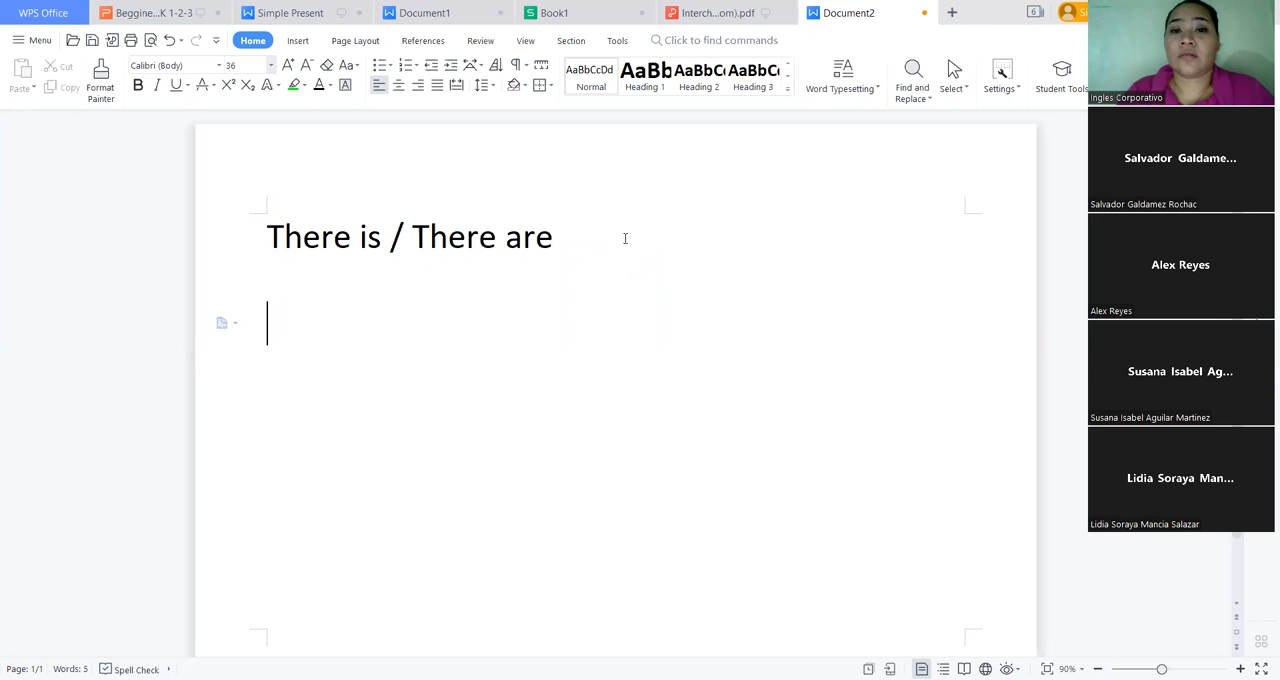 WPS Office
Beggine...K 1-2-3
Simple Present
Document1
Book1
Interch...om).pdf
Document2
Menu
Home
Insert
Page Layout
References
Review
View
Section
Tools
Click to find commands
Paste
Cut
Copy
Format Painter
Calibri (Body)
36
AaBbCcDd
Normal
AaBb
Heading 1
AaBbCc
Heading 2
AaBbCc
Heading 3
Word Typesetting
Find and Replace
Select
Settings
Student Tools
There is / There are
Ingles Corporativo
Salvador Galdame...
Salvador Galdamez Rochac
Alex Reyes
Alex Reyes
Susana Isabel Ag...
Susana Isabel Aguilar Martinez
Lidia Soraya Man...
Lidia Soraya Mancia Salazar
Page: 1/1
Words: 5
Spell Check
90%